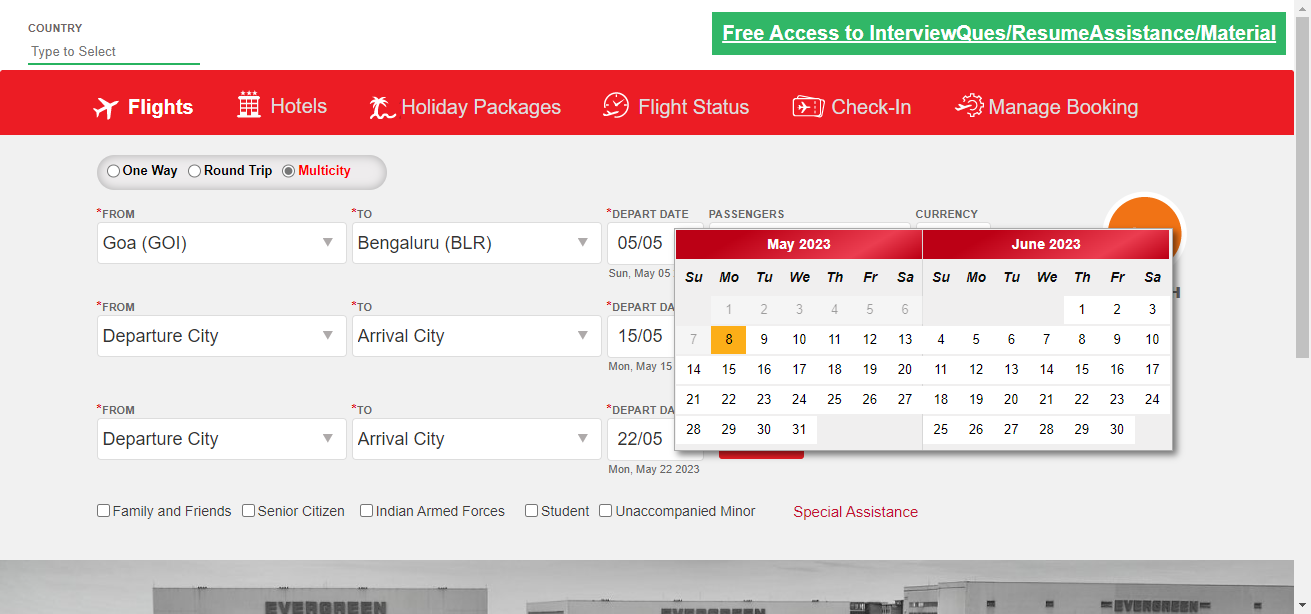 COUNTRY
Type to Select
Free Access to InterviewQues/ResumeAssistance/Material
Flights Hotels Holiday Packages Flight Status Check-In Manage Booking
One Way Round Trip Multicity
*FROM *TO *DEPART DATE PASSENGERS CURRENCY
Goa (GOI) Bengaluru (BLR) 05/05
Sun, May 05
May 2023 June 2023
Su Mo Tu We Th Fr Sa Su Mo Tu We Th Fr Sa
H
*FROM *TO *DEPART DA
1 2 3 4 5 6 1 2 3
Departure City Arrival City 15/05
7 8 9 10 11 12 13 4 5 6 7 8 9 10
Mon, May 15
14 15 16 17 18 19 20 11 12 13 14 15 16 17
21 22 23 24 25 26 27 18 19 20 21 22 23 24
*FROM *TO *DEPART DA
28 29 30 31 25 26 27 28 29 30
Departure City Arrival City 22/05
Mon, May 22 2023
Family and Friends Senior Citizen Indian Armed Forces Student Unaccompanied Minor Special Assistance
EVERGREEN EVERGREEN EVERGREEN